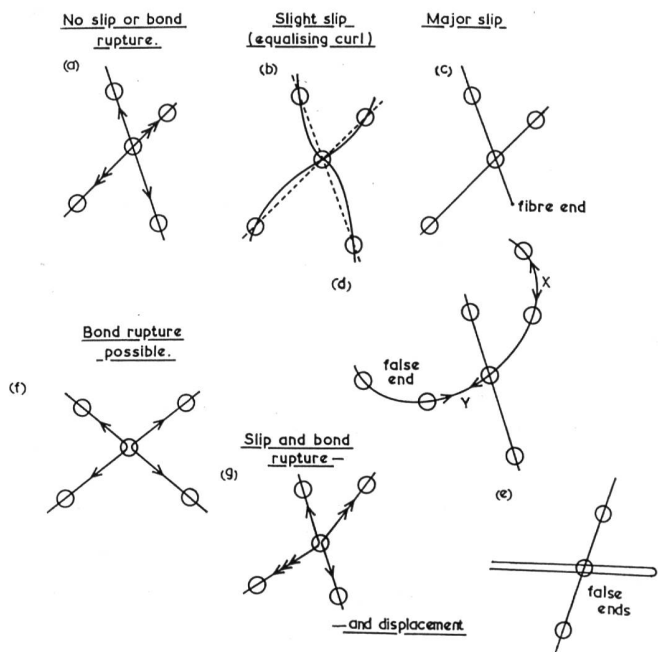 No slip or bond
rupture.
Slight slip
(equalising curl)
Major slip
(a)
(b)
(c)
fibre end
(d)
X
Bond rupture
possible.
false
end
Y
(f)
(g)
Slip and bond
rupture —
(e)
false
ends
—and displacement